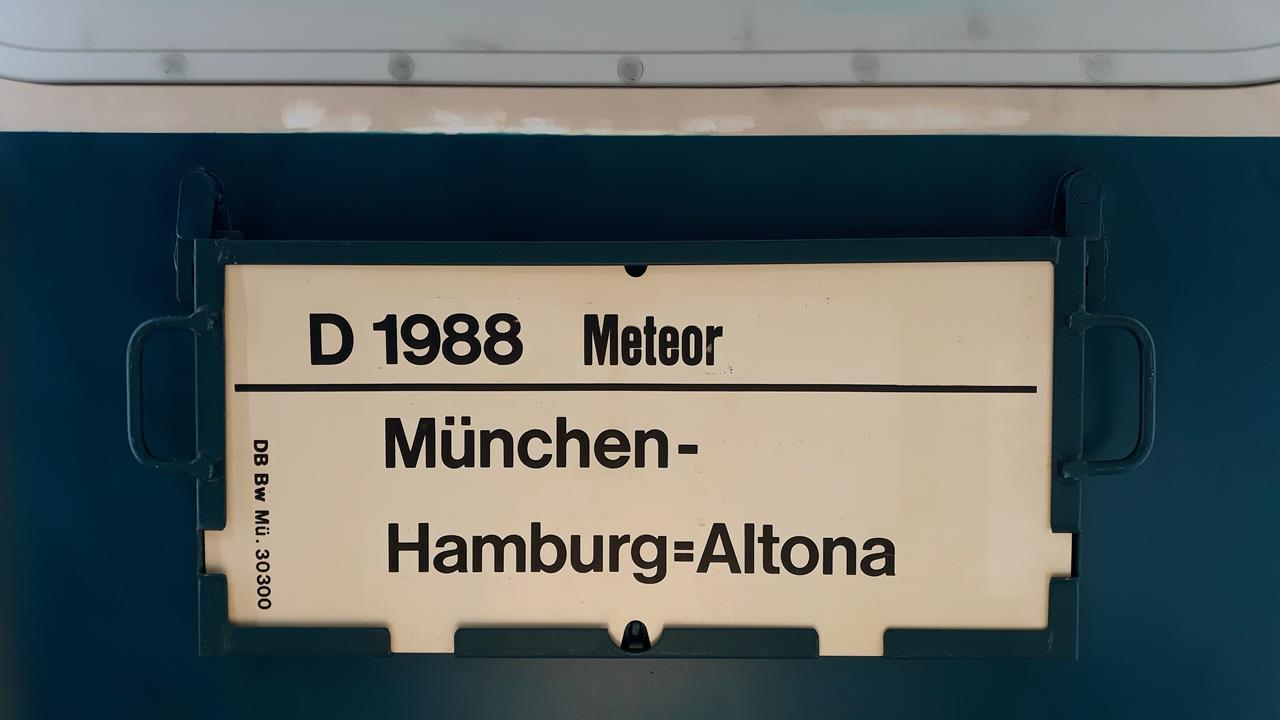 D 1988 Meteor
München-
Hamburg=Altona
DB Bw Mü. 30300